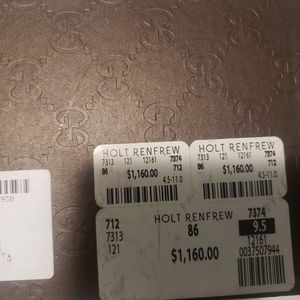 HOLT RENFREW
7313 121 12161 7374
86 712
$1,160.00
4.5-11.0
HOLT RENFREW
7313 121 12161 7374
86 712
$1,160.00
4.5-11.0
712 HOLT RENFREW 7374
7313 86 9.5
121 12161
$1,160.00 0037507944